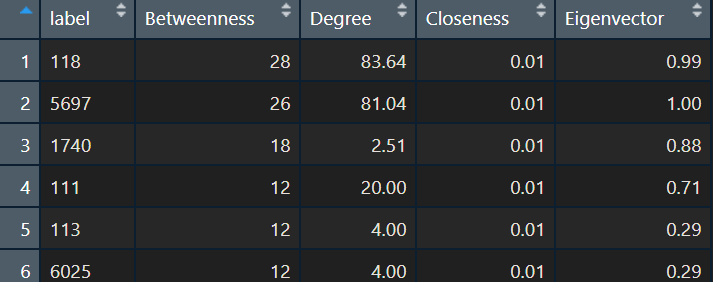 label Betweenness Degree Closeness Eigenvector
1 118 28 83.64 0.01 0.99
2 5697 26 81.04 0.01 1.00
3 1740 18 2.51 0.01 0.88
4 111 12 20.00 0.01 0.71
5 113 12 4.00 0.01 0.29
6 6025 12 4.00 0.01 0.29